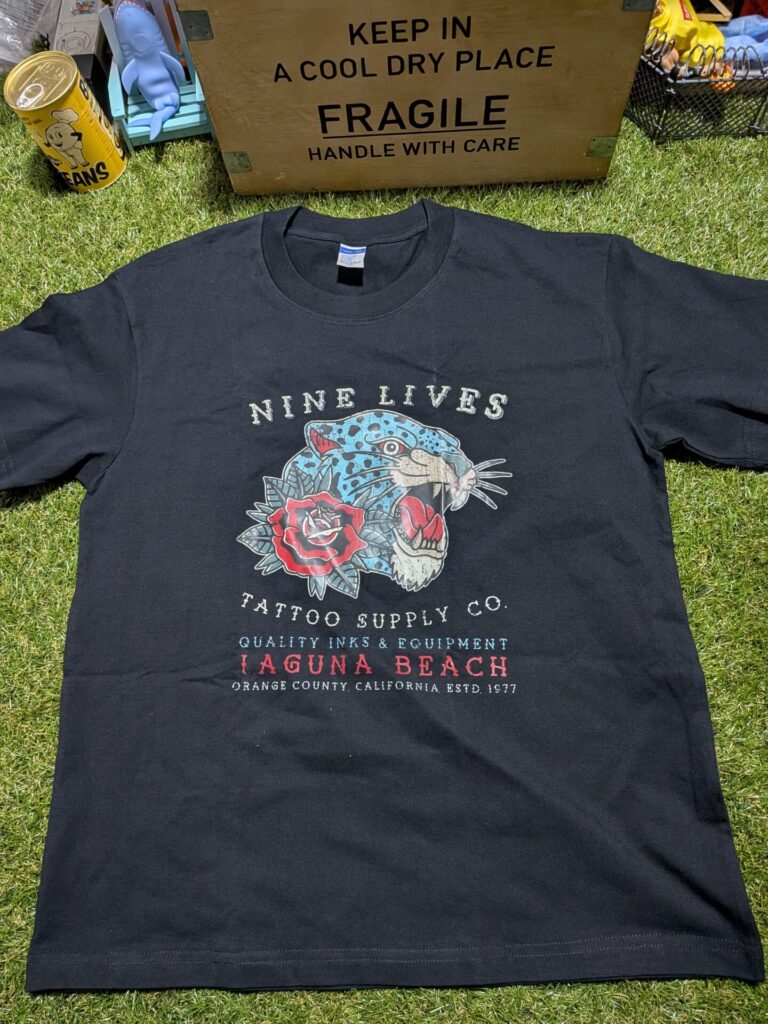 KEEP IN
A COOL DRY PLACE
FRAGILE
HANDLE WITH CARE
EANS
NINE LIVES
TATTOO SUPPLY CO.
QUALITY INKS & EQUIPMENT
LAGUNA BEACH
ORANGE COUNTY, CALIFORNIA. ESTD. 1977